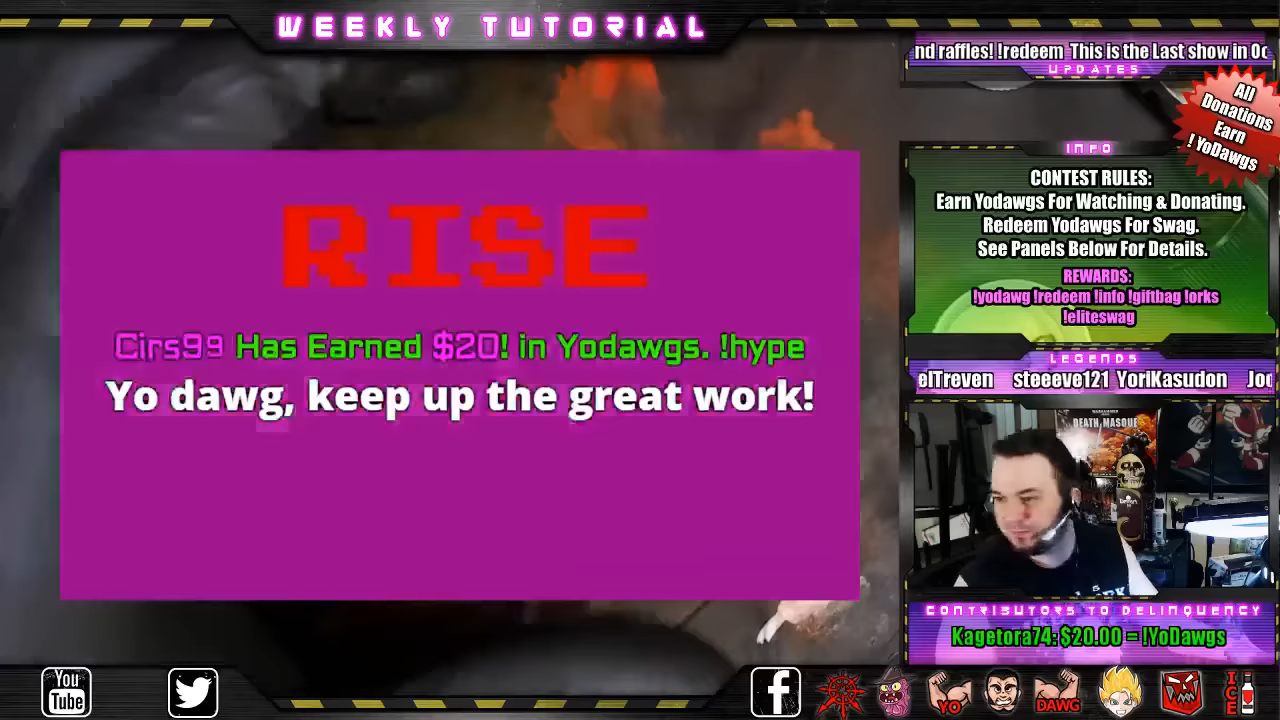 WEEKLY TUTORIAL
nd raffles! !redeem This is the Last show in Oc
UPDATES
All
Donations
Earn
! YoDawgs
INFO
CONTEST RULES:
Earn Yodawgs For Watching & Donating.
Redeem Yodawgs For Swag.
See Panels Below For Details.
REWARDS:
!yodawg !redeem !info !giftbag !orks
!eliteswag
RISE
Cirs99 Has Earned $20! in Yodawgs. !hype
Yo dawg, keep up the great work!
LEGENDS
elTreven steeeve121 YoriKasudon Jo
DEATH MASQUE
CONTRIBUTORS TO DELINQUENCY
Kagetora74: $20.00 = !YoDawgs
You
Tube
f
YO
DAWG
ICE